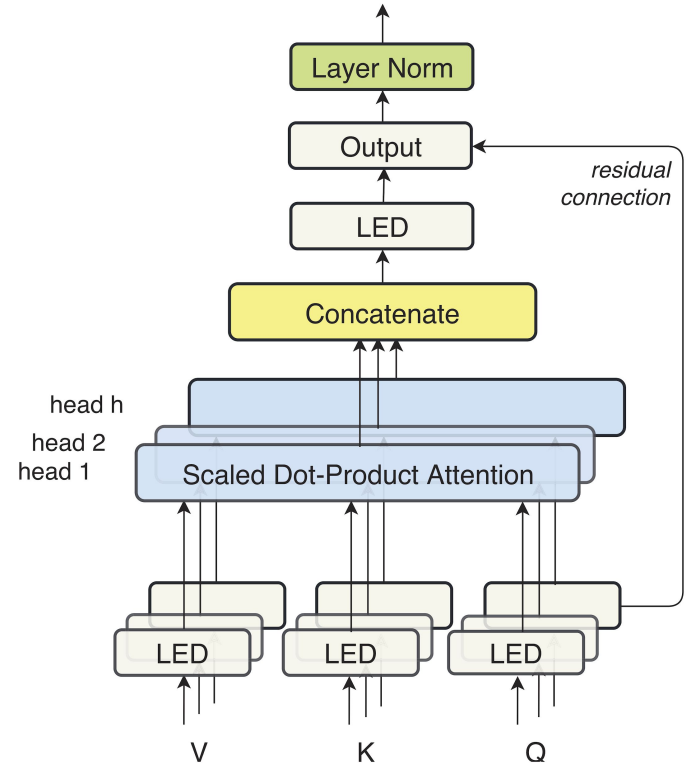 Layer Norm
Output
residual
connection
LED
Concatenate
head h
head 2
head 1
Scaled Dot-Product Attention
LED
LED
LED
V
K
Q